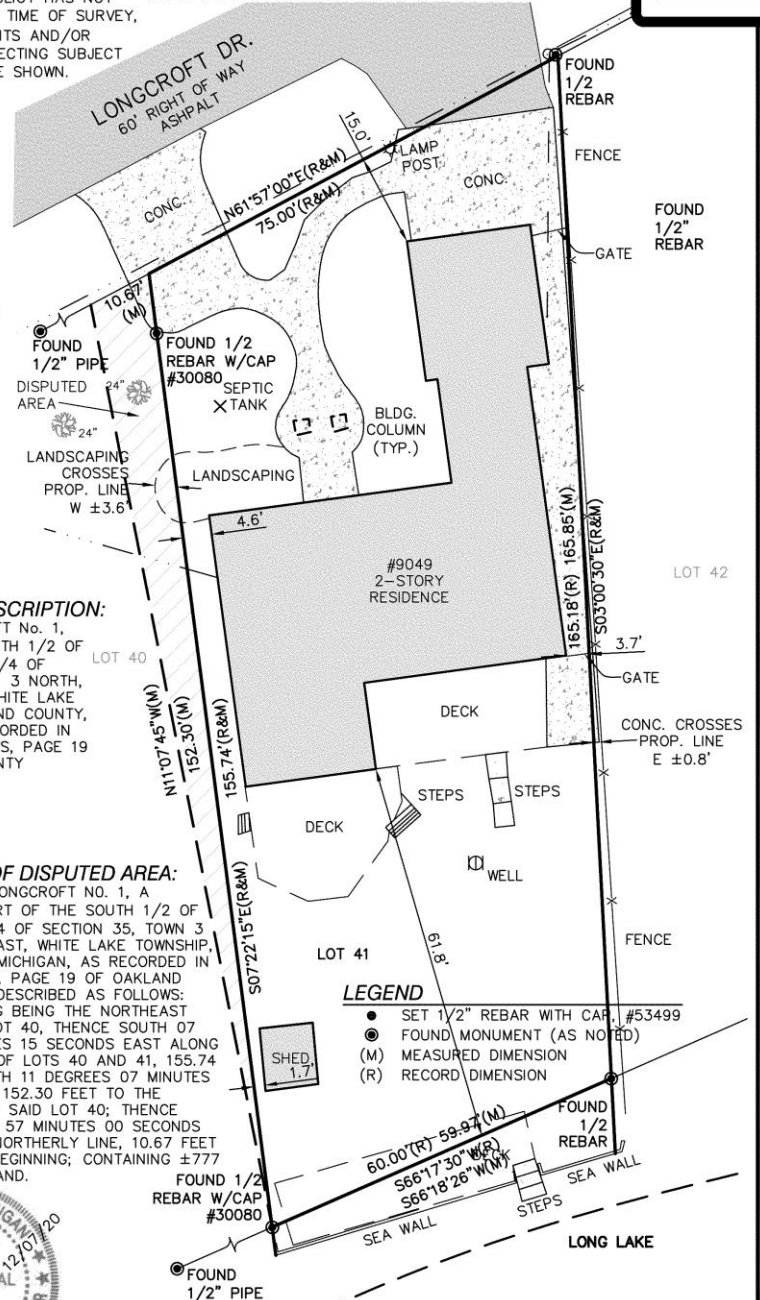 TIME OF SURVEY,
ITS AND/OR
ECTING SUBJECT
E SHOWN.
LONGCROFT DR.
60' RIGHT OF WAY
ASHPALT
FOUND
1/2
REBAR
15.0'
LAMP
POST
FENCE
CONC.
CONC.
N61°57'00"E(R&M)
75.00'(R&M)
FOUND
1/2"
REBAR
GATE
10.67'
(M)
FOUND
1/2" PIPE
FOUND 1/2
REBAR W/CAP
#30080
DISPUTED
AREA
24"
24"
SEPTIC
TANK
BLDG.
COLUMN
(TYP.)
LANDSCAPING
CROSSES
PROP. LINE
W ±3.6'
LANDSCAPING
4.6'
#9049
2-STORY
RESIDENCE
165.18'(R) 165.85'(M)
S03°00'30"E(R&M)
LOT 42
SCRIPTION:
FT No. 1,
TH 1/2 OF
/4 OF
3 NORTH,
HITE LAKE
ND COUNTY,
ORDED IN
S, PAGE 19
NTY
LOT 40
3.7'
GATE
DECK
CONC. CROSSES
PROP. LINE
E ±0.8'
N11°07'45"W(M)
152.30'(M)
155.74'(R&M)
S07°22'15"E(R&M)
STEPS
STEPS
DECK
WELL
OF DISPUTED AREA:
ONGCROFT NO. 1, A
RT OF THE SOUTH 1/2 OF
4 OF SECTION 35, TOWN 3
AST, WHITE LAKE TOWNSHIP,
MICHIGAN, AS RECORDED IN
, PAGE 19 OF OAKLAND
DESCRIBED AS FOLLOWS:
G BEING THE NORTHEAST
OT 40, THENCE SOUTH 07
ES 15 SECONDS EAST ALONG
OF LOTS 40 AND 41, 155.74
TH 11 DEGREES 07 MINUTES
152.30 FEET TO THE
SAID LOT 40; THENCE
57 MINUTES 00 SECONDS
NORTHERLY LINE, 10.67 FEET
BEGINNING; CONTAINING ±777
AND.
LOT 41
61.8'
FENCE
LEGEND
SET 1/2" REBAR WITH CAP, #53499
FOUND MONUMENT (AS NOTED)
(M) MEASURED DIMENSION
(R) RECORD DIMENSION
SHED
1.7'
FOUND
1/2
REBAR
60.00'(R) 59.97'(M)
S66°17'30"W(R)
S66°18'26"W(M)
FOUND 1/2
REBAR W/CAP
#30080
STEPS
SEA WALL
SEA WALL
LONG LAKE
FOUND
1/2" PIPE
12/07/20